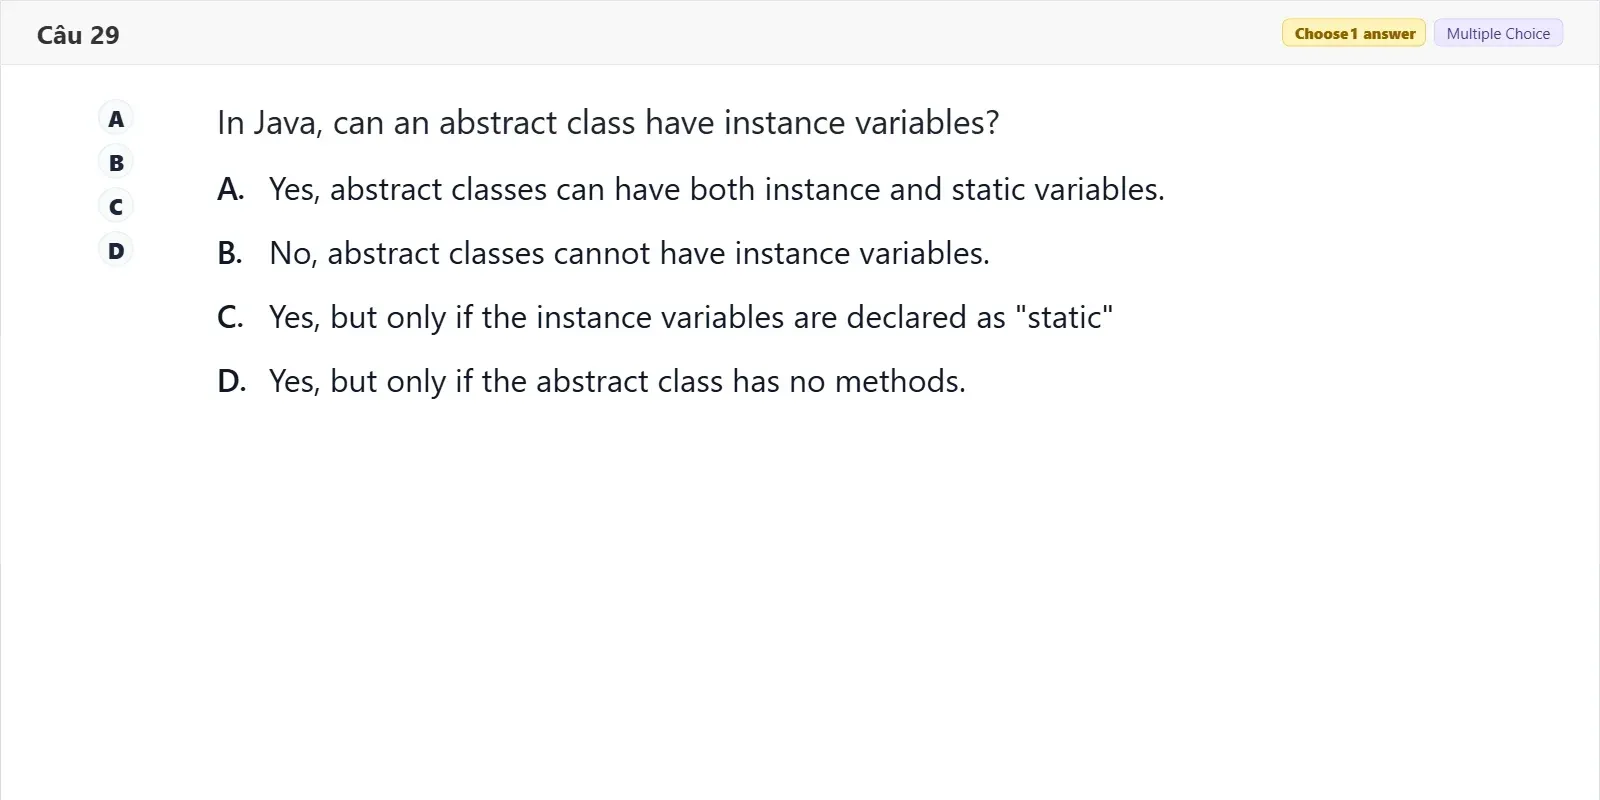 Câu 29
Choose1 answer
Multiple Choice
A
B
C
D
In Java, can an abstract class have instance variables?
A. Yes, abstract classes can have both instance and static variables.
B. No, abstract classes cannot have instance variables.
C. Yes, but only if the instance variables are declared as "static"
D. Yes, but only if the abstract class has no methods.